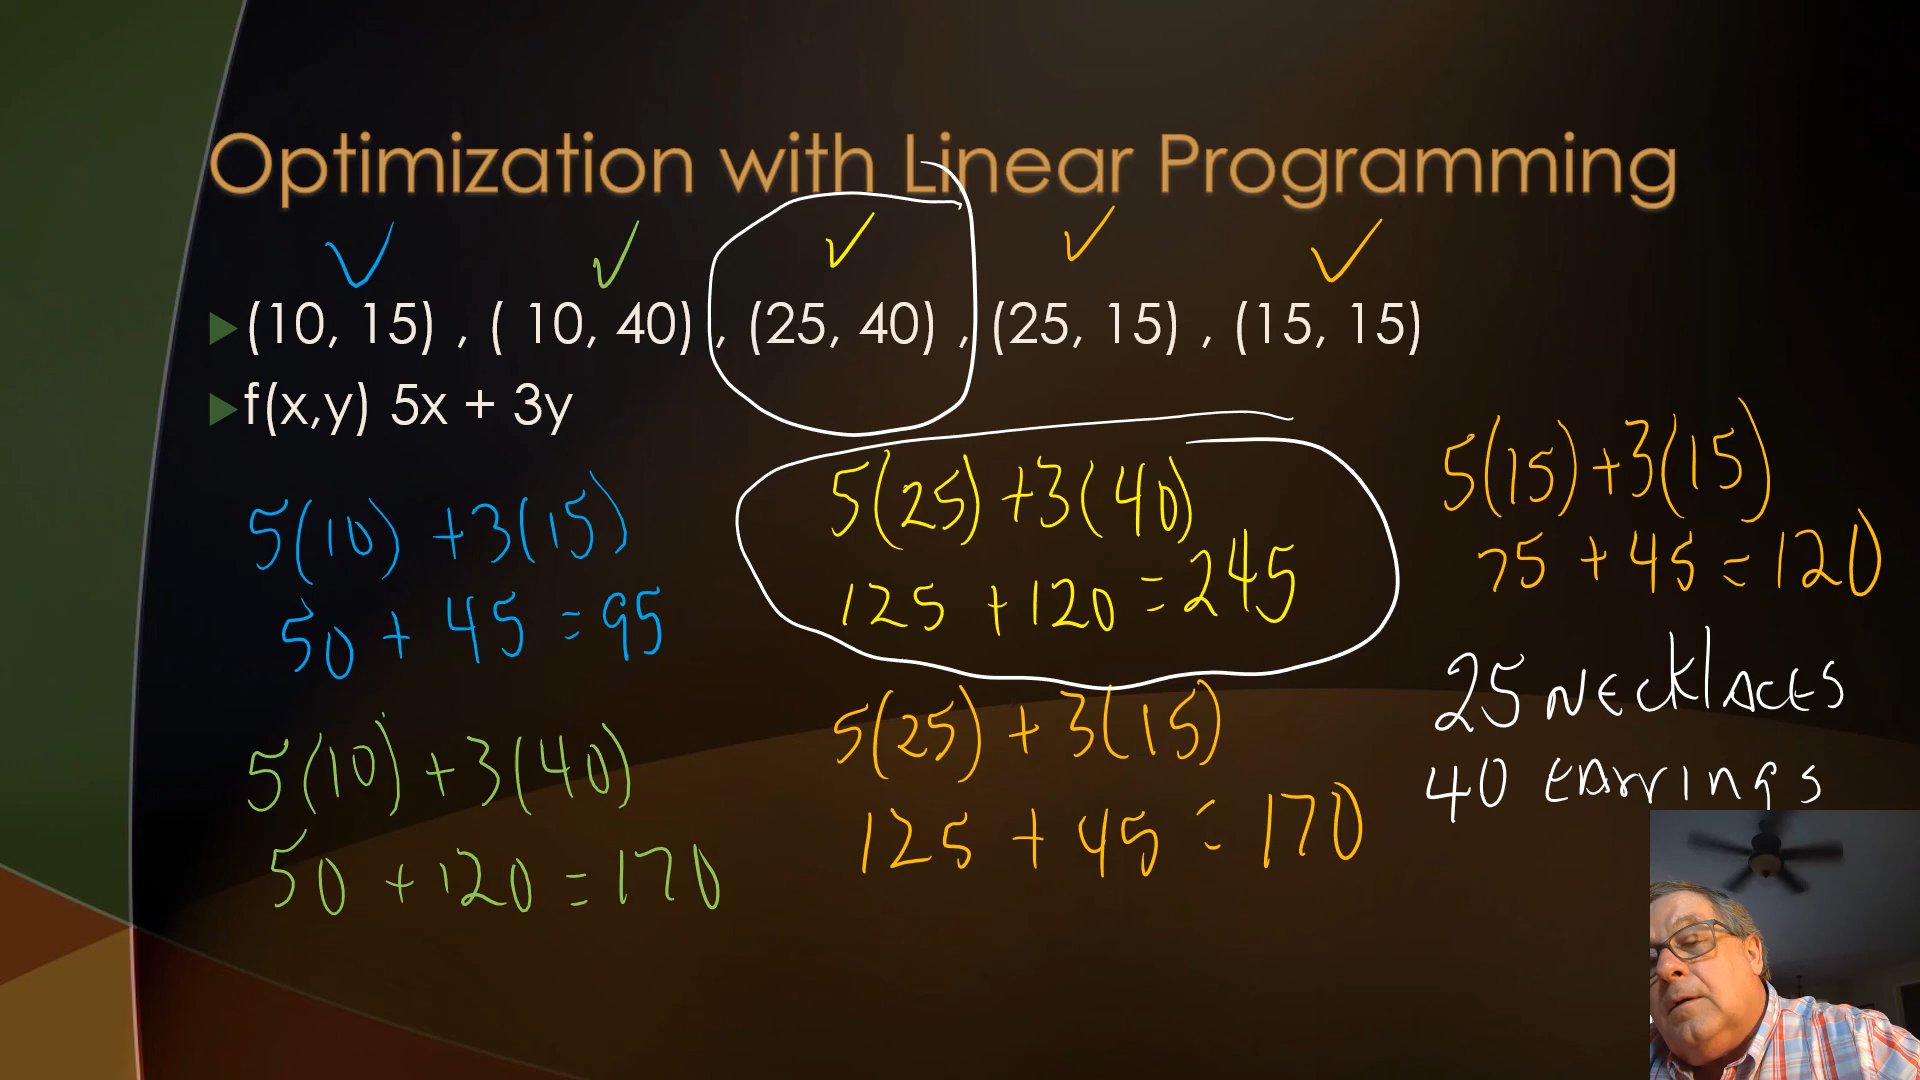 Optimization with Linear Programming
(10, 15) , ( 10, 40) , (25, 40) , (25, 15) , (15, 15)
f(x,y) 5x + 3y
5(10) +3(15)
50 + 45 = 95
5(10) +3(40)
50 +120 = 170
5(25) +3(40)
125 +120 = 245
5(25) + 3(15)
125 + 45 = 170
5(15) +3(15)
75 + 45 = 120
25 NECKlACES
40 EArrings